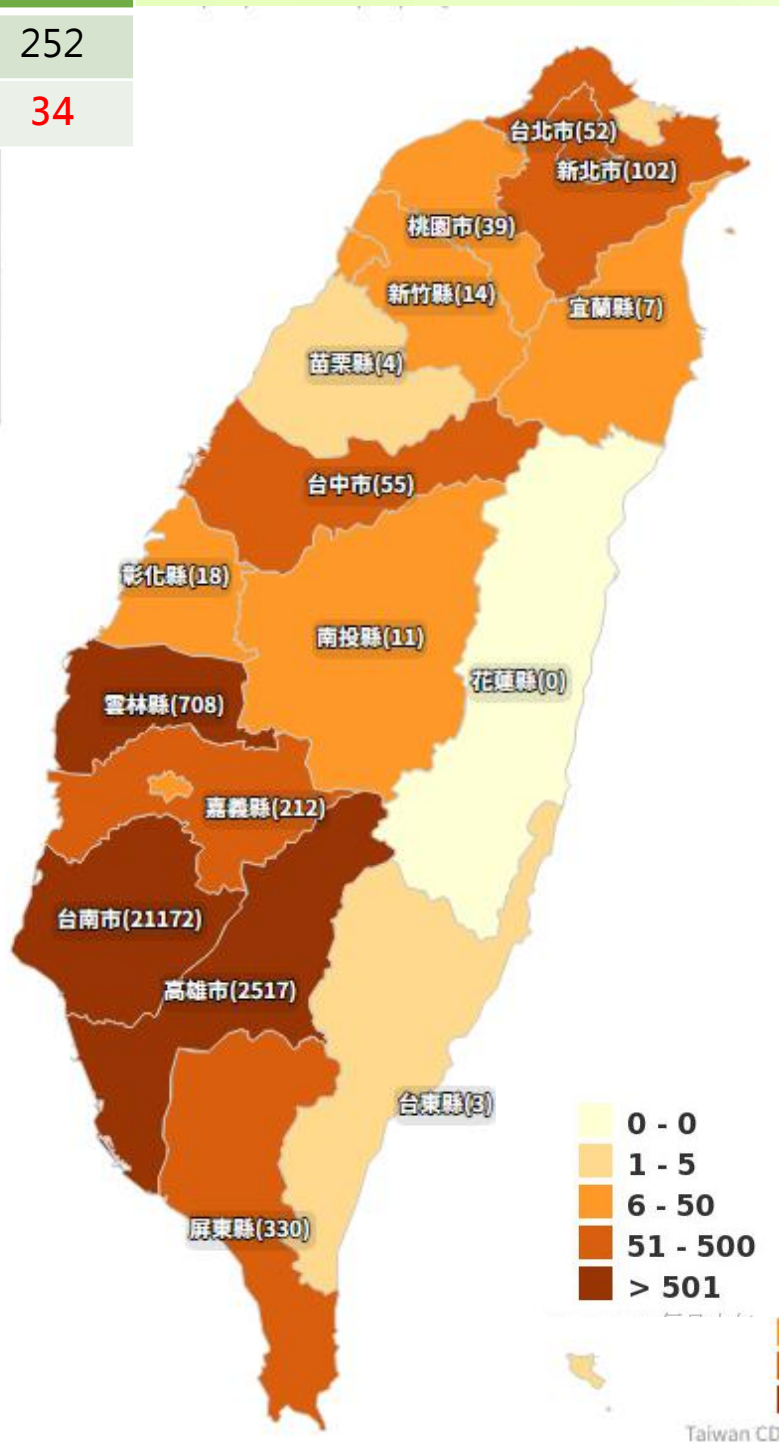 252
34
台北市(52)
新北市(102)
桃園市(39)
新竹縣(14)
宜蘭縣(7)
苗栗縣(4)
台中市(55)
彰化縣(18)
南投縣(11)
花蓮縣(0)
雲林縣(708)
嘉義縣(212)
台南市(21172)
高雄市(2517)
台東縣(3)
屏東縣(330)
0 - 0
1 - 5
6 - 50
51 - 500
> 501
Taiwan CD